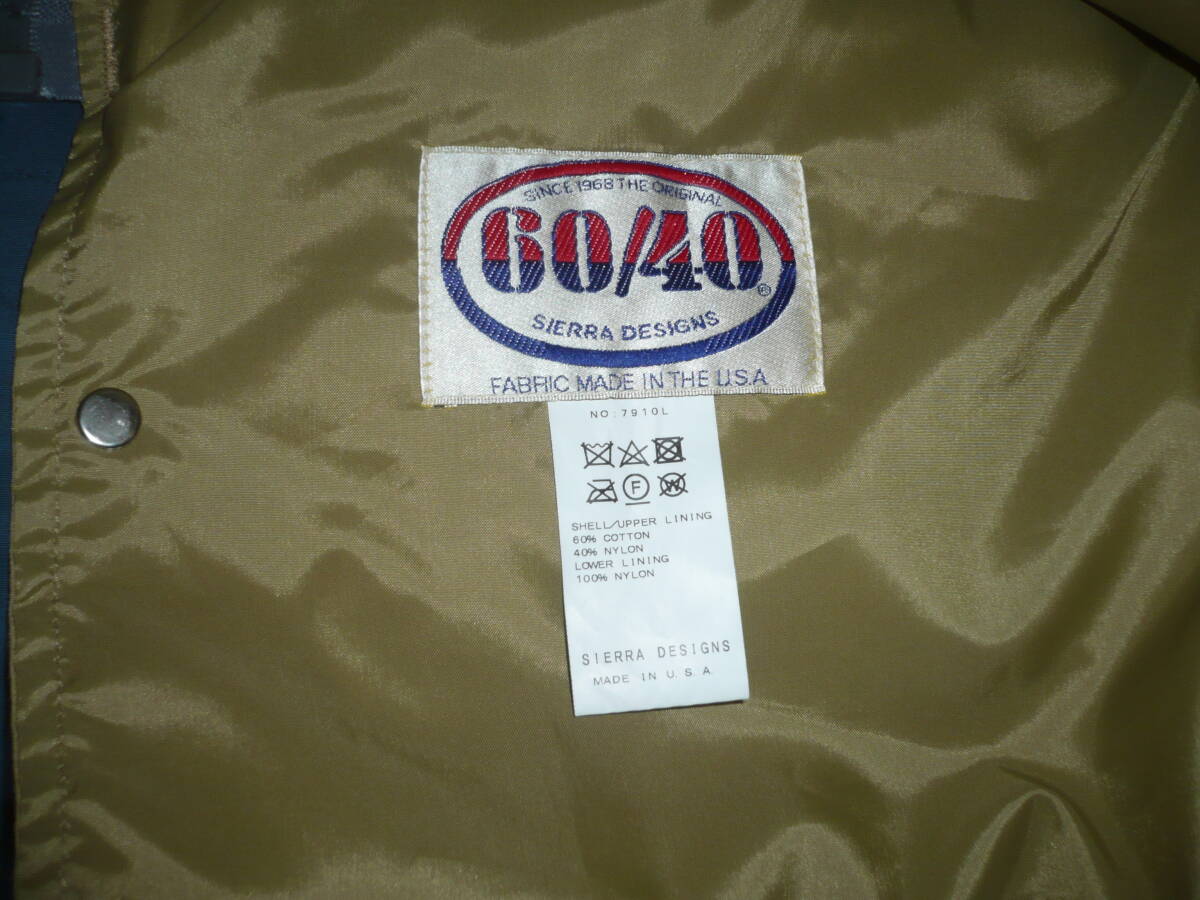 SINCE 1968 THE ORIGINAL
60/40®
SIERRA DESIGNS
FABRIC MADE IN THE U.S.A
NO:7910L
F
W
SHELL/UPPER LINING
60% COTTON
40% NYLON
LOWER LINING
100% NYLON
SIERRA DESIGNS
MADE IN U.S.A